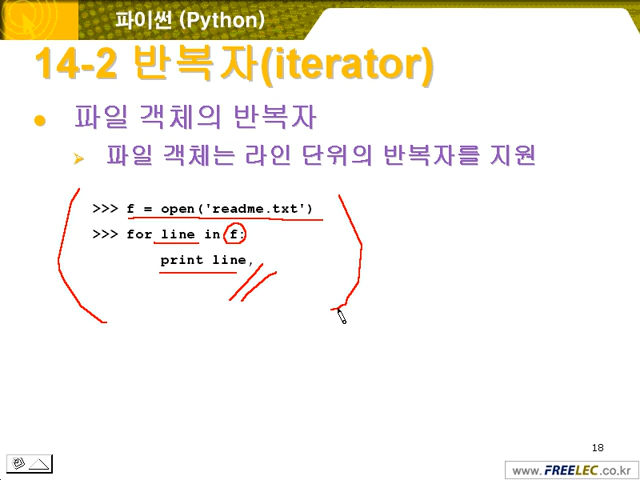 파이썬 (Python)
14-2 반복자(iterator)
파일 객체의 반복자
파일 객체는 라인 단위의 반복자를 지원
>>> f = open('readme.txt')
>>> for line in f:
print line,
18
www.FREELEC.co.kr